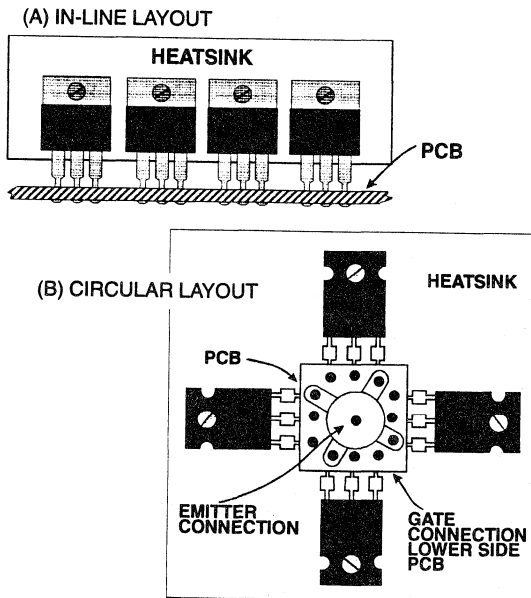 (A) IN-LINE LAYOUT
HEATSINK
PCB
(B) CIRCULAR LAYOUT
HEATSINK
PCB
EMITTER
CONNECTION
GATE
CONNECTION
LOWER SIDE
PCB